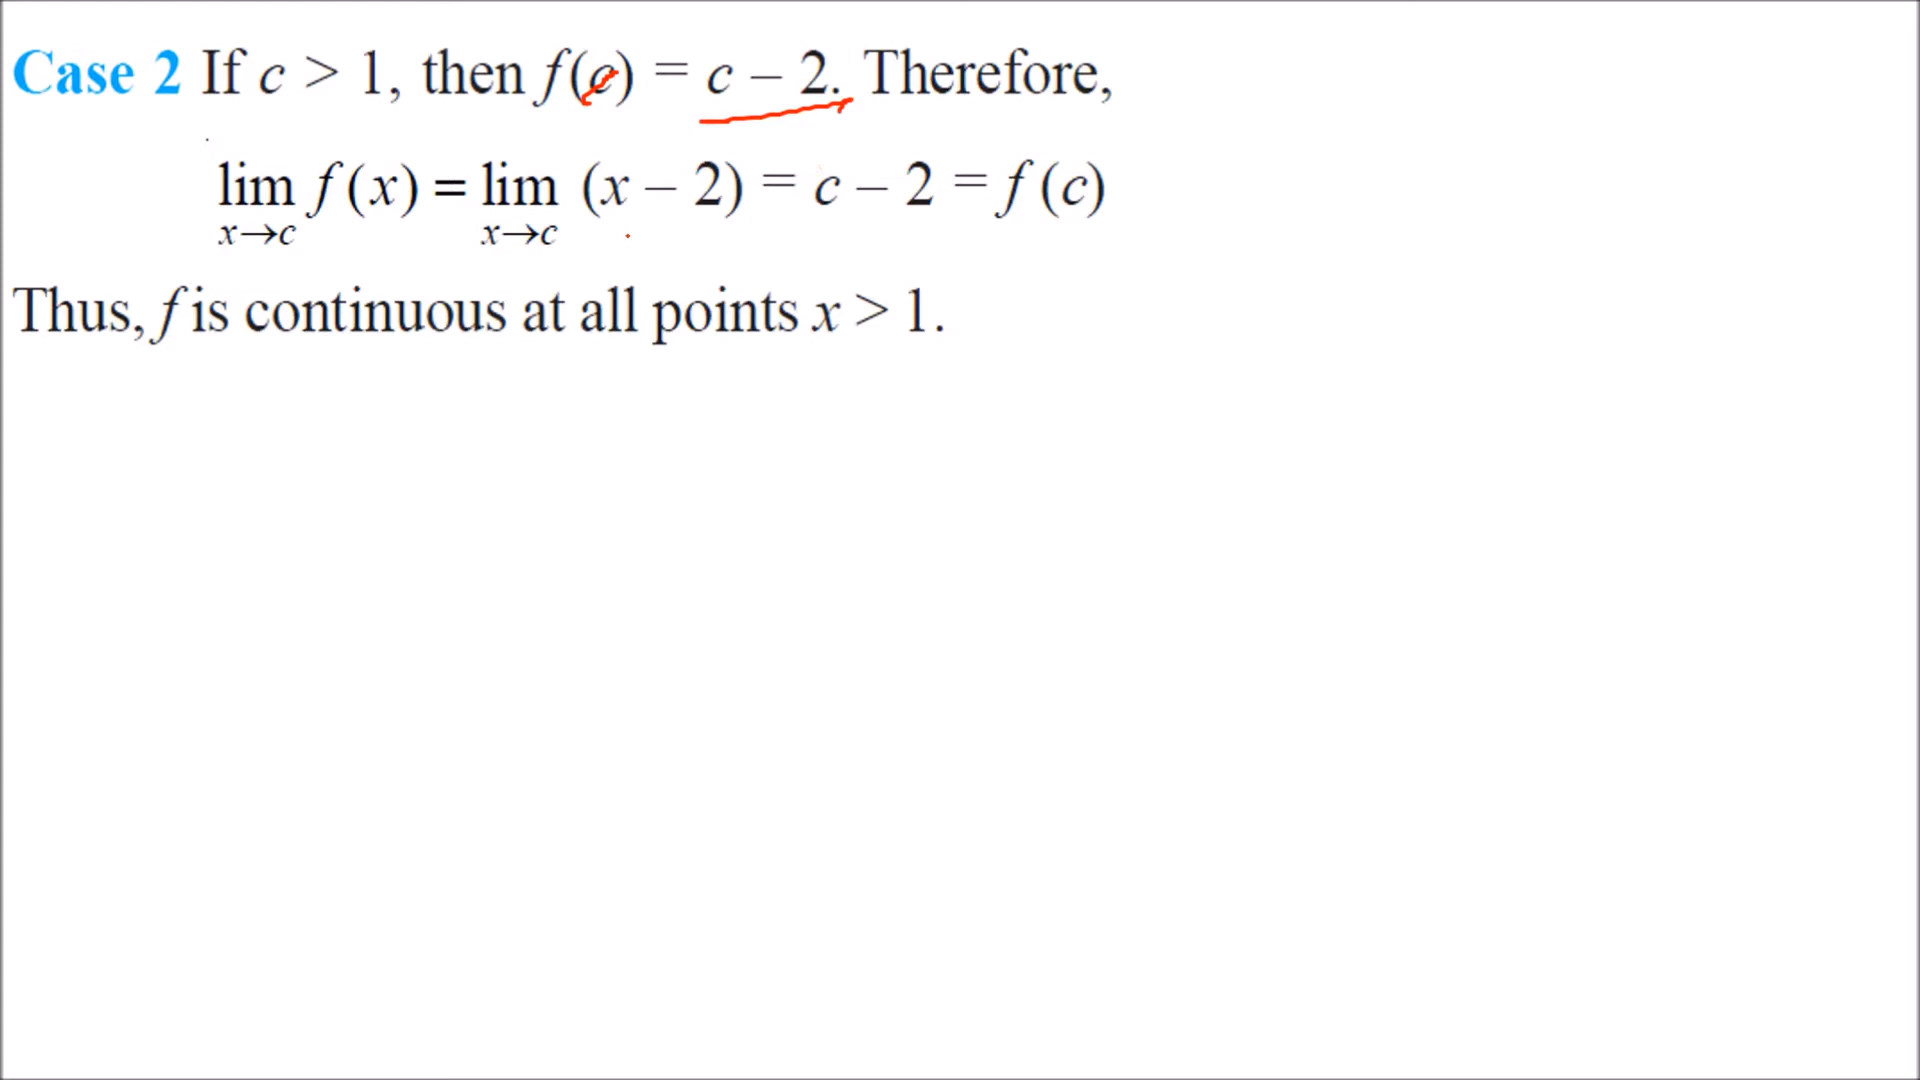 Case 2 If c > 1, then f(c) = c – 2. Therefore,
lim f (x) = lim (x – 2) = c – 2 = f (c)
x→c x→c
Thus, f is continuous at all points x > 1.